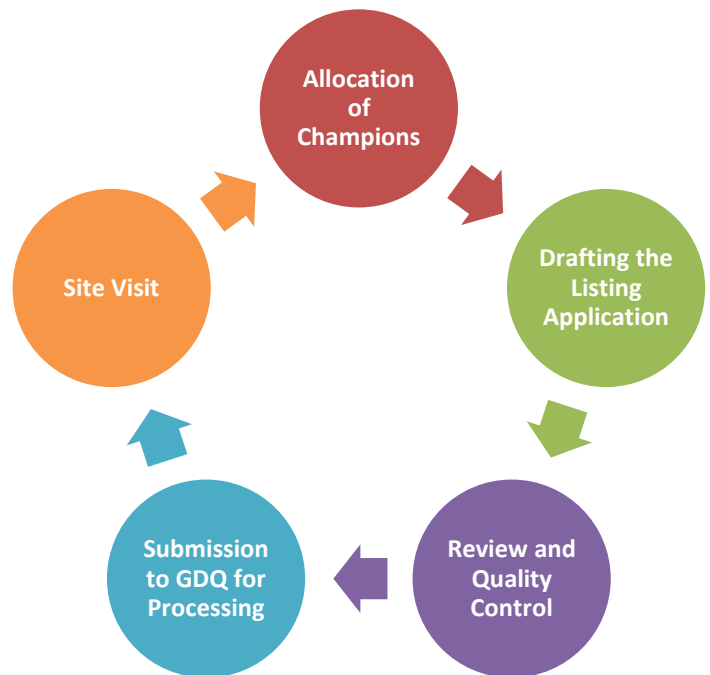 Allocation
of
Champions
Drafting the
Listing
Application
Review and
Quality
Control
Submission
to GDQ for
Processing
Site Visit